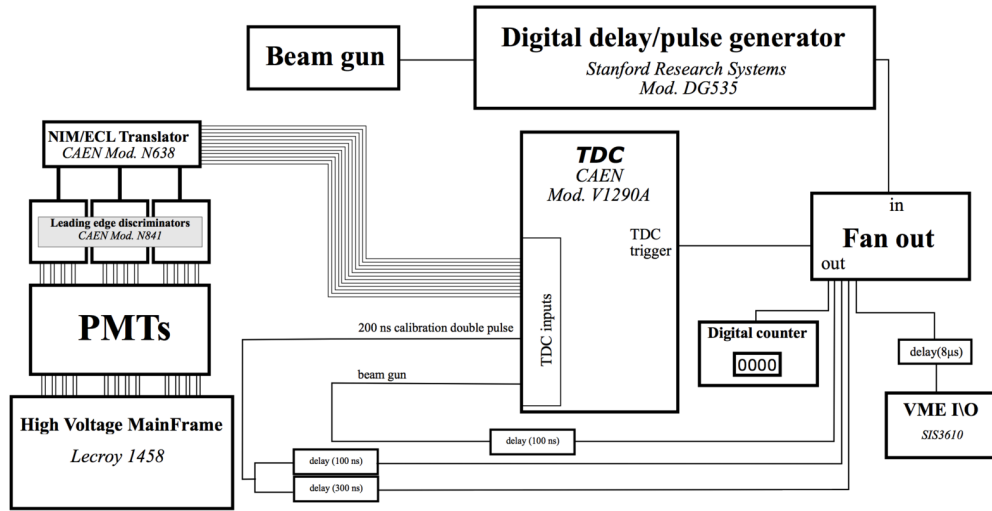 Beam gun
Digital delay/pulse generator
Stanford Research Systems
Mod. DG535
NIM/ECL Translator
CAEN Mod. N638
Leading edge discriminators
CAEN Mod. N841
PMTs
High Voltage MainFrame
Lecroy 1458
TDC
CAEN
Mod. V1290A
TDC
trigger
TDC inputs
200 ns calibration double pulse
beam gun
in
Fan out
out
Digital counter
0000
delay(8μs)
VME I\O
SIS3610
delay (100 ns)
delay (100 ns)
delay (300 ns)